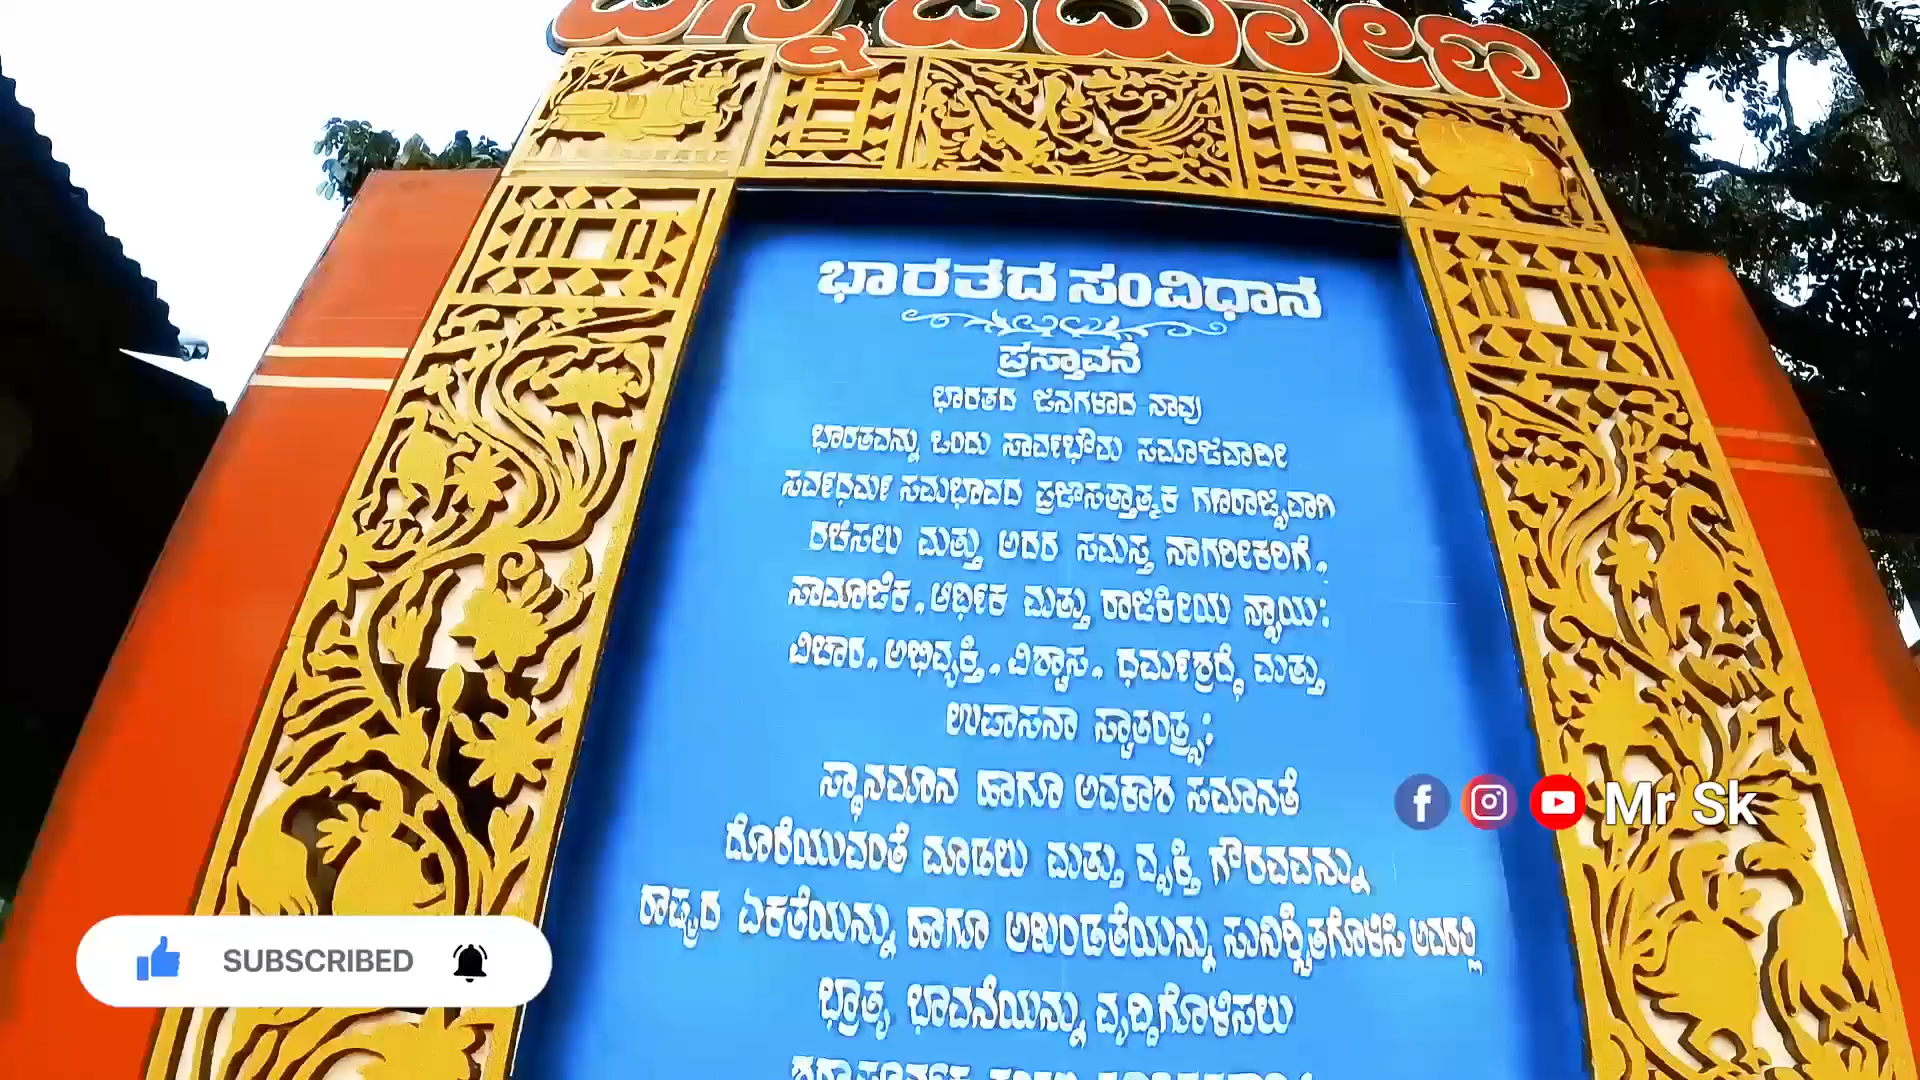 ಭಾರತದ ಸಂವಿಧಾನ
ಪ್ರಸ್ತಾವನೆ
ಭಾರತದ ಜನಗಳಾದ ನಾವು
ಭಾರತವನ್ನು ಒಂದು ಸಾರ್ವಭೌಮ ಸಮಾಜವಾದೀ
ಸರ್ವಧರ್ಮ ಸಮಭಾವದ ಪ್ರಜಾಸತ್ತಾತ್ಮಕ ಗಣರಾಜ್ಯವಾಗಿ
ರಚಿಸಲು ಮತ್ತು ಅದರ ಸಮಸ್ತ ನಾಗರೀಕರಿಗೆ,
ಸಾಮಾಜಿಕ, ಆರ್ಥಿಕ ಮತ್ತು ರಾಜಕೀಯ ನ್ಯಾಯ:
ವಿಚಾರ, ಅಭಿವ್ಯಕ್ತಿ, ವಿಶ್ವಾಸ, ಧರ್ಮಶ್ರದ್ಧೆ ಮತ್ತು
ಉಪಾಸನಾ ಸ್ವಾತಂತ್ರ್ಯ:
ಸ್ಥಾನಮಾನ ಹಾಗೂ ಅವಕಾಶ ಸಮಾನತೆ
ದೊರೆಯುವಂತೆ ಮಾಡಲು ಮತ್ತು ವ್ಯಕ್ತಿ ಗೌರವವನ್ನು
ರಾಷ್ಟ್ರದ ಏಕತೆಯನ್ನು ಹಾಗೂ ಅಖಂಡತೆಯನ್ನು ಸುನಿಶ್ಚಿತಗೊಳಿಸಿ ಅವರಲ್ಲಿ
ಭ್ರಾತೃ ಭಾವನೆಯನ್ನು ವೃದ್ಧಿಗೊಳಿಸಲು
Mr Sk
SUBSCRIBED